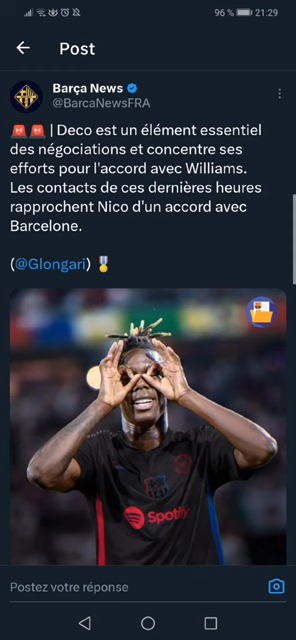 96 % 21:29
Post
Barça News
@BarcaNewsFRA
🚨🚨 | Deco est un élément essentiel
des négociations et concentre ses
efforts pour l'accord avec Williams.
Les contacts de ces dernières heures
rapprochent Nico d'un accord avec
Barcelone.
(@Glongari) 🎖️
Spotify
Postez votre réponse